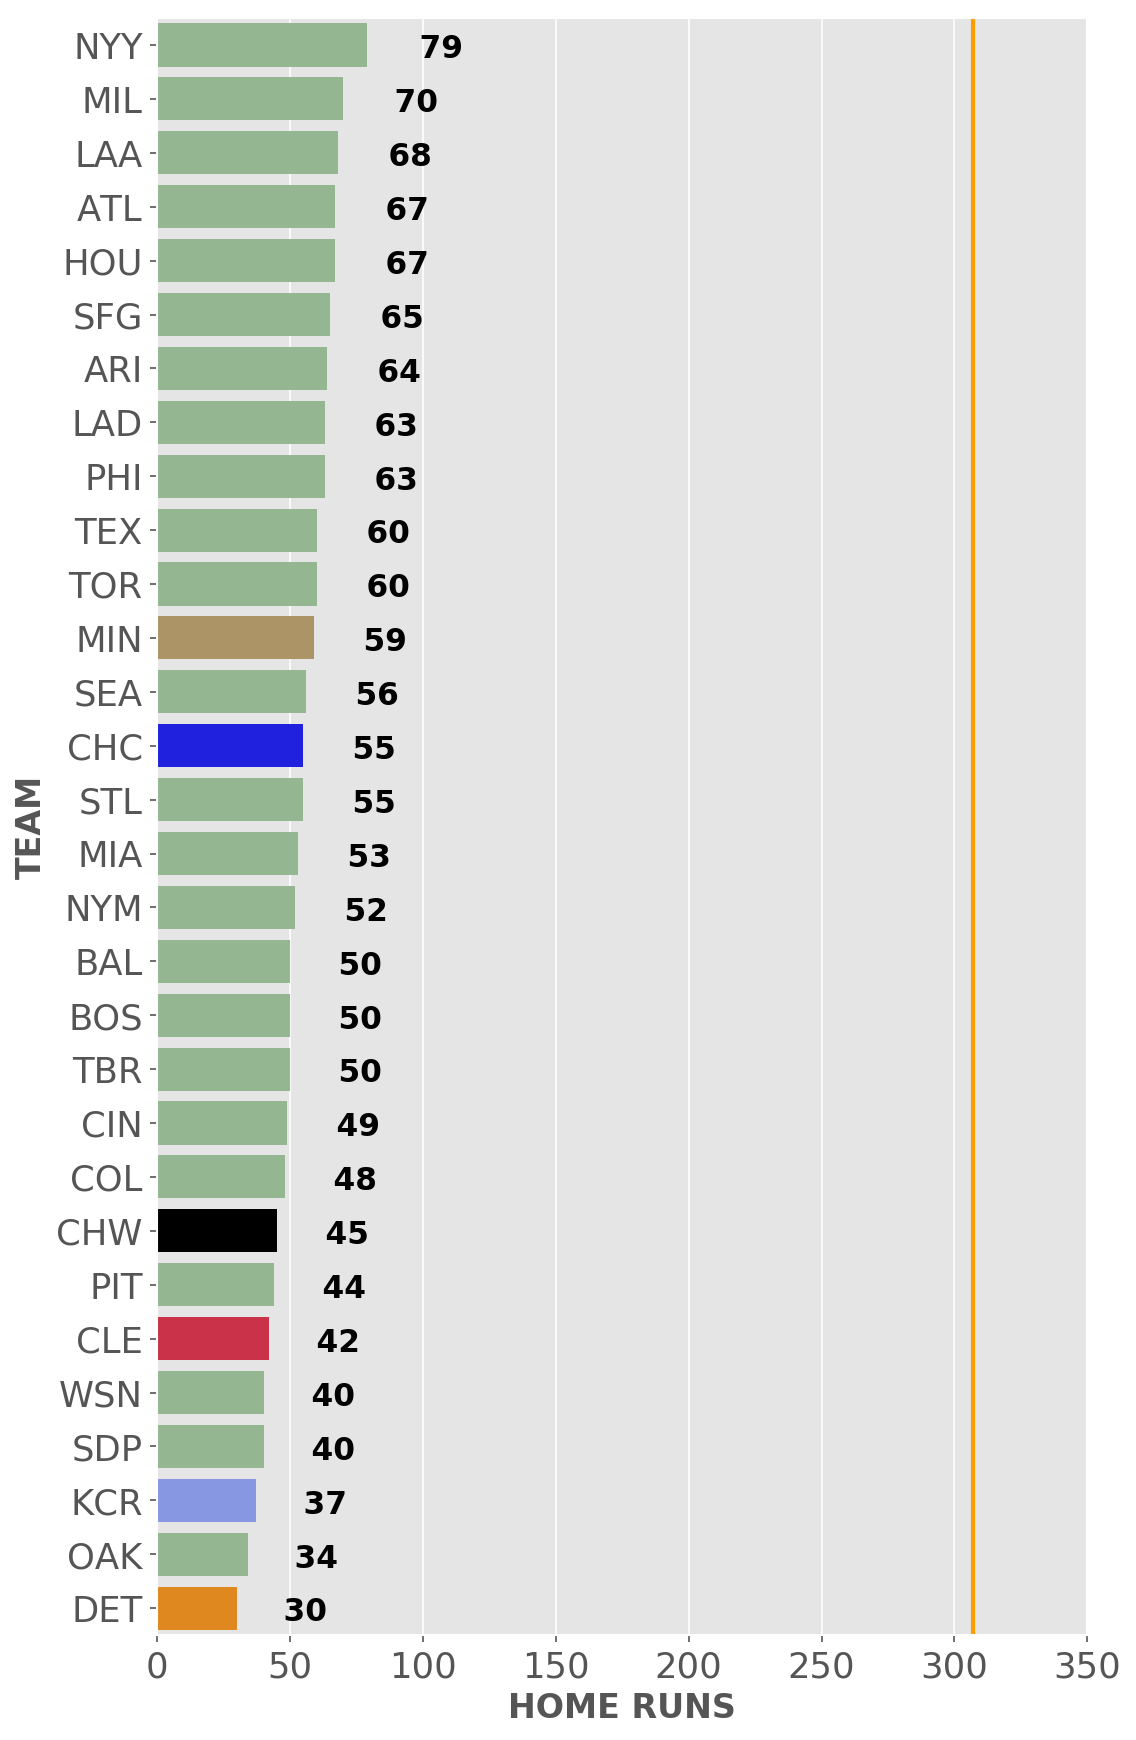 NYY 79
MIL 70
LAA 68
ATL 67
HOU 67
SFG 65
ARI 64
LAD 63
PHI 63
TEX 60
TOR 60
MIN 59
SEA 56
CHC 55
STL 55
MIA 53
NYM 52
BAL 50
BOS 50
TBR 50
CIN 49
COL 48
CHW 45
PIT 44
CLE 42
WSN 40
SDP 40
KCR 37
OAK 34
DET 30
TEAM
0 50 100 150 200 250 300 350
HOME RUNS